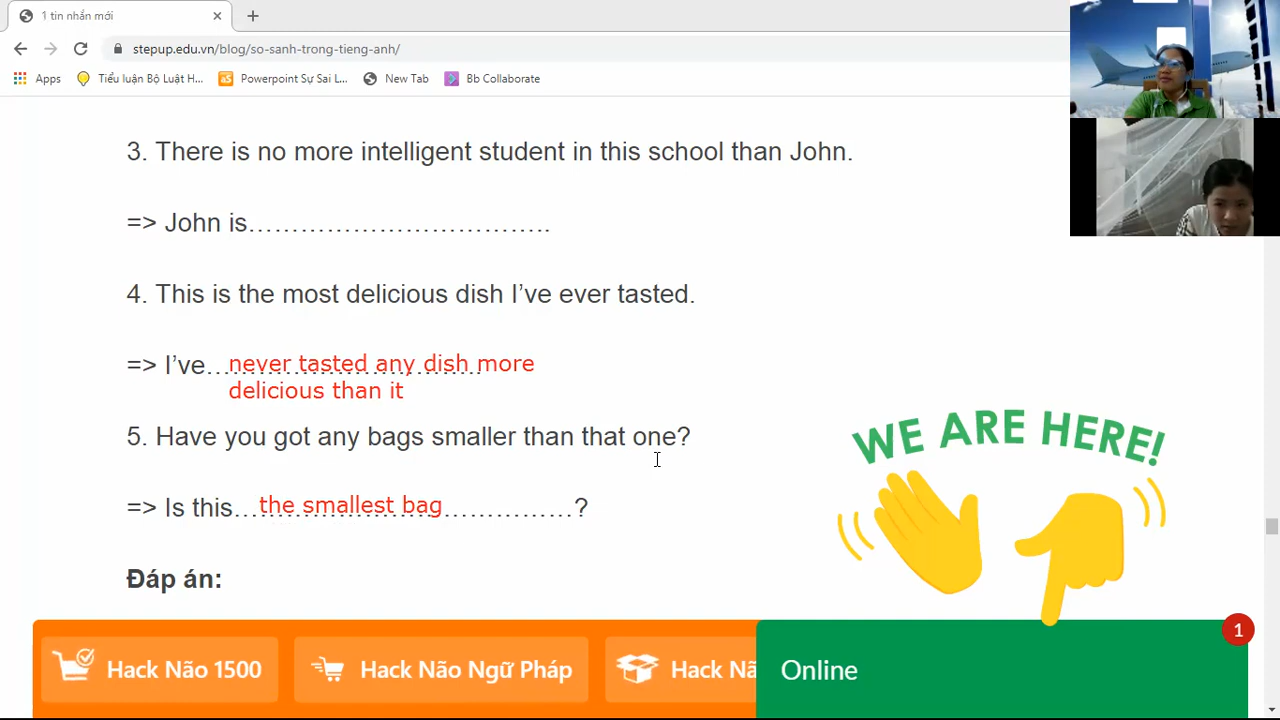 1 tin nhắn mới
stepup.edu.vn/blog/so-sanh-trong-tieng-anh/
Apps Tiểu luận Bộ Luật H... Powerpoint Sự Sai L... New Tab Bb Collaborate
3. There is no more intelligent student in this school than John.
=> John is……………………………..
4. This is the most delicious dish I’ve ever tasted.
=> I’ve…never tasted any dish more
delicious than it
5. Have you got any bags smaller than that one?
=> Is this…the smallest bag……………?
Đáp án:
WE ARE HERE!
1
Hack Não 1500 Hack Não Ngữ Pháp Hack Online